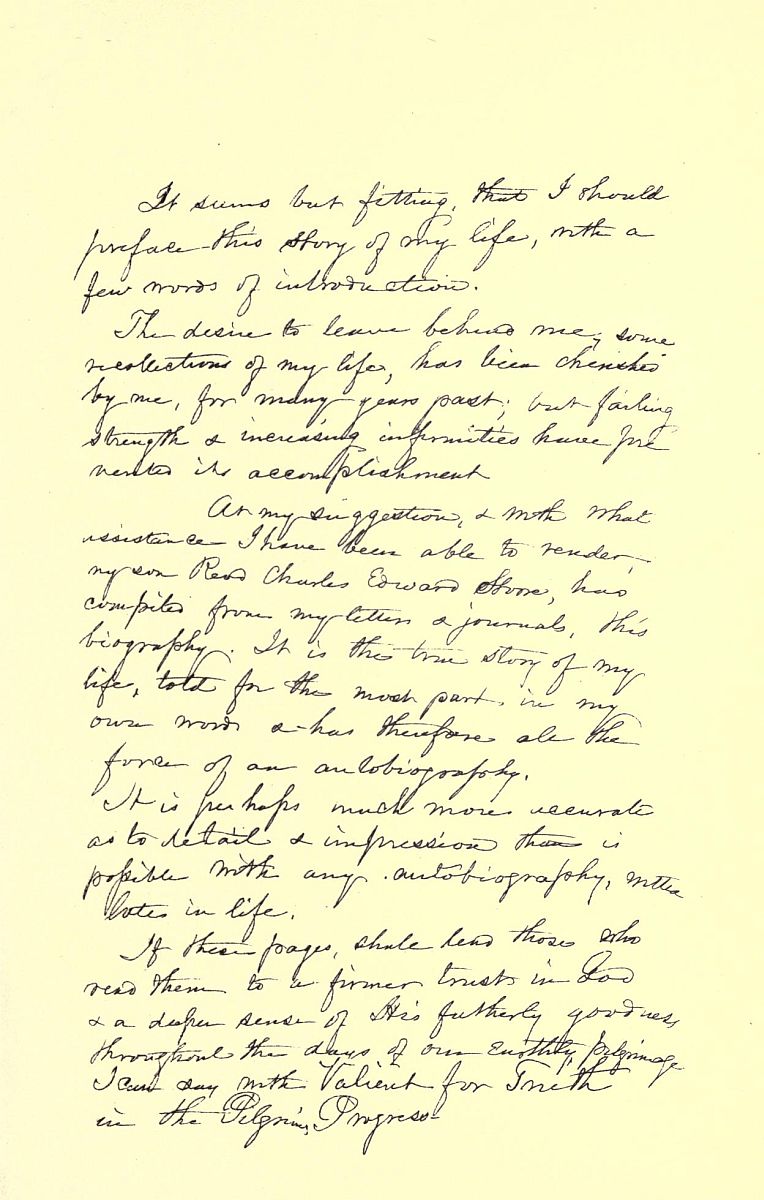 It seems but fitting, that I should
preface this story of my life, with a
few words of introduction.
The desire to leave behind me, some
recollections of my life, has been cherished
by me, for many years past; but failing
strength & increasing infirmities have pre
vented its accomplishment
At my suggestion, & with what
assistance I have been able to render,
my son Revd Charles Edward Stowe, has
compiled from my letters & journals, this
biography. It is the true story of my
life, told for the most part, in my
own words & has therefore all the
force of an autobiography.
It is perhaps much more accurate
as to detail & impression than is
possible with any autobiography, written
later in life.
If these pages, shall lead those who
read them to a firmer trust in God
& a deeper sense of His fatherly goodness
throughout the days of our Earthly pilgrimage
I can say with Valient for Truth
in the Pilgrim's Progress-